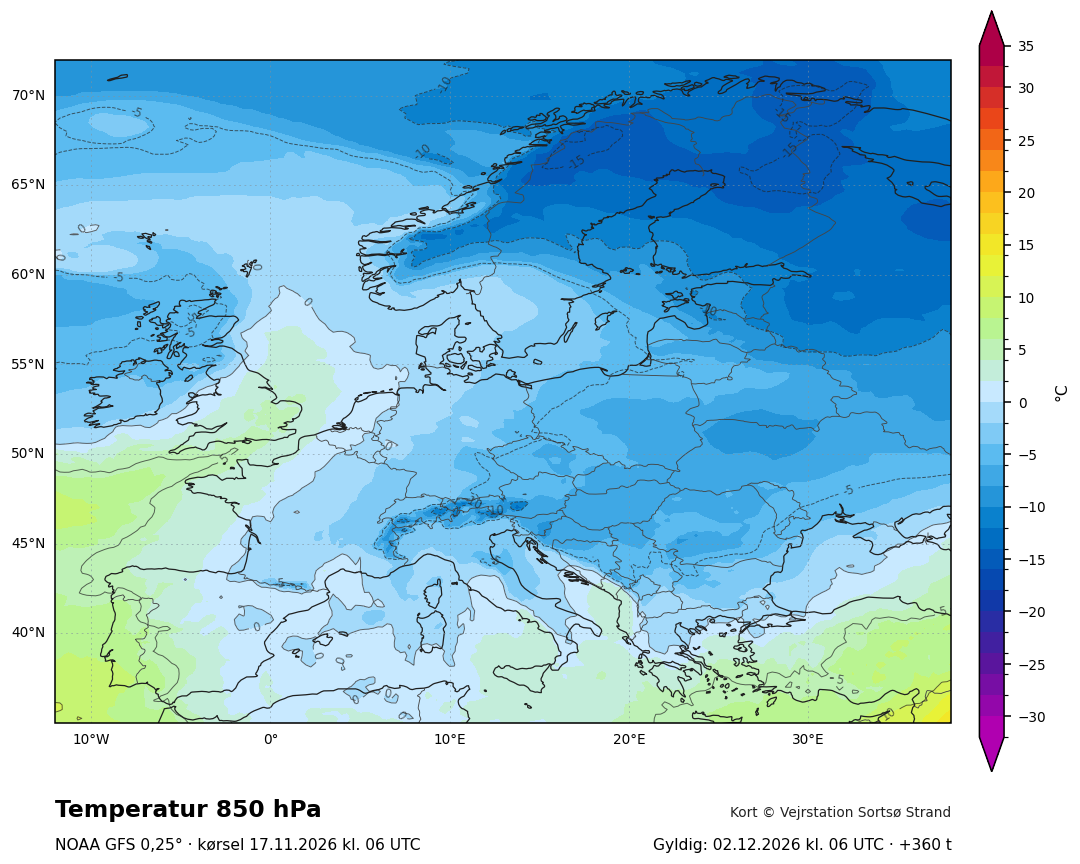 70°N
65°N
60°N
55°N
50°N
45°N
40°N
10°W
0°
10°E
20°E
30°E
35
30
25
20
15
10
5
0
−5
−10
−15
−20
−25
−30
°C
Temperatur 850 hPa
Kort © Vejrstation Sortsø Strand
NOAA GFS 0,25° · kørsel 17.11.2026 kl. 06 UTC
Gyldig: 02.12.2026 kl. 06 UTC · +360 t